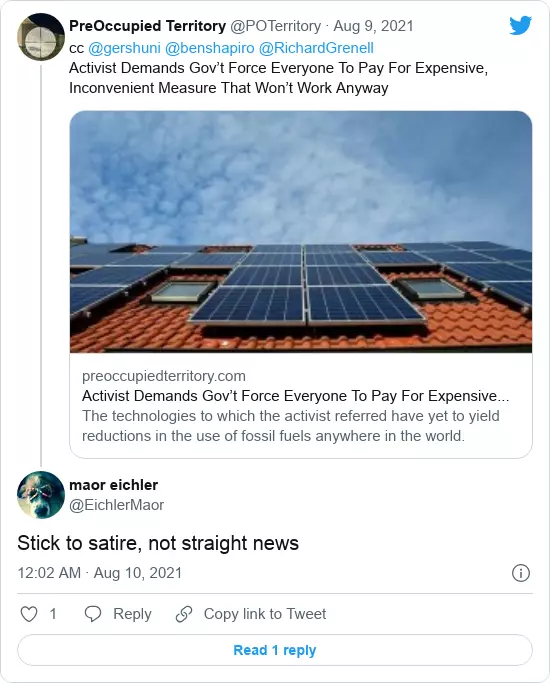 PreOccupied Territory @POTerritory · Aug 9, 2021
cc @gershuni @benshapiro @RichardGrenell
Activist Demands Gov’t Force Everyone To Pay For Expensive,
Inconvenient Measure That Won’t Work Anyway
preoccupiedterritory.com
Activist Demands Gov’t Force Everyone To Pay For Expensive...
The technologies to which the activist referred have yet to yield
reductions in the use of fossil fuels anywhere in the world.
maor eichler
@EichlerMaor
Stick to satire, not straight news
12:02 AM · Aug 10, 2021
1 Reply Copy link to Tweet
Read 1 reply